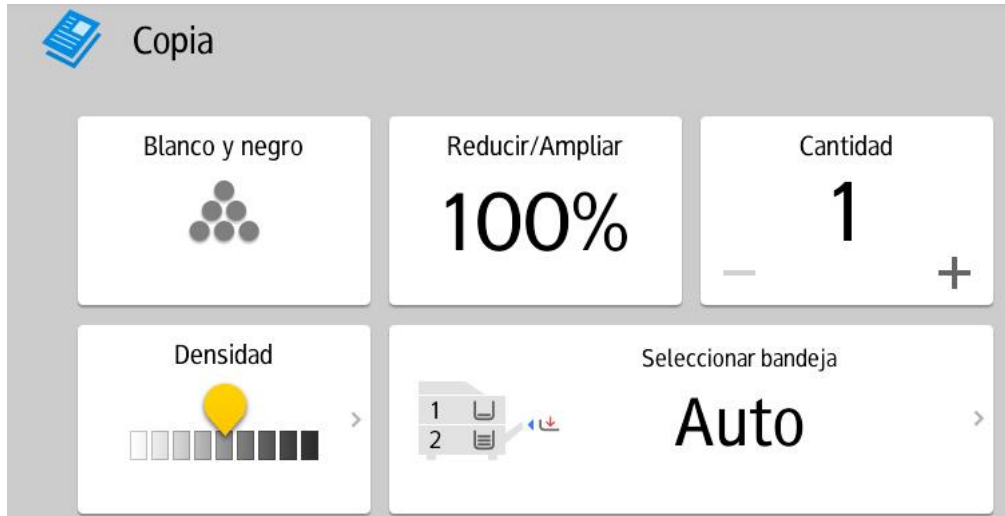 Copia
Blanco y negro
Reducir/Ampliar
100%
Cantidad
1
Densidad
Seleccionar bandeja
Auto
1
2